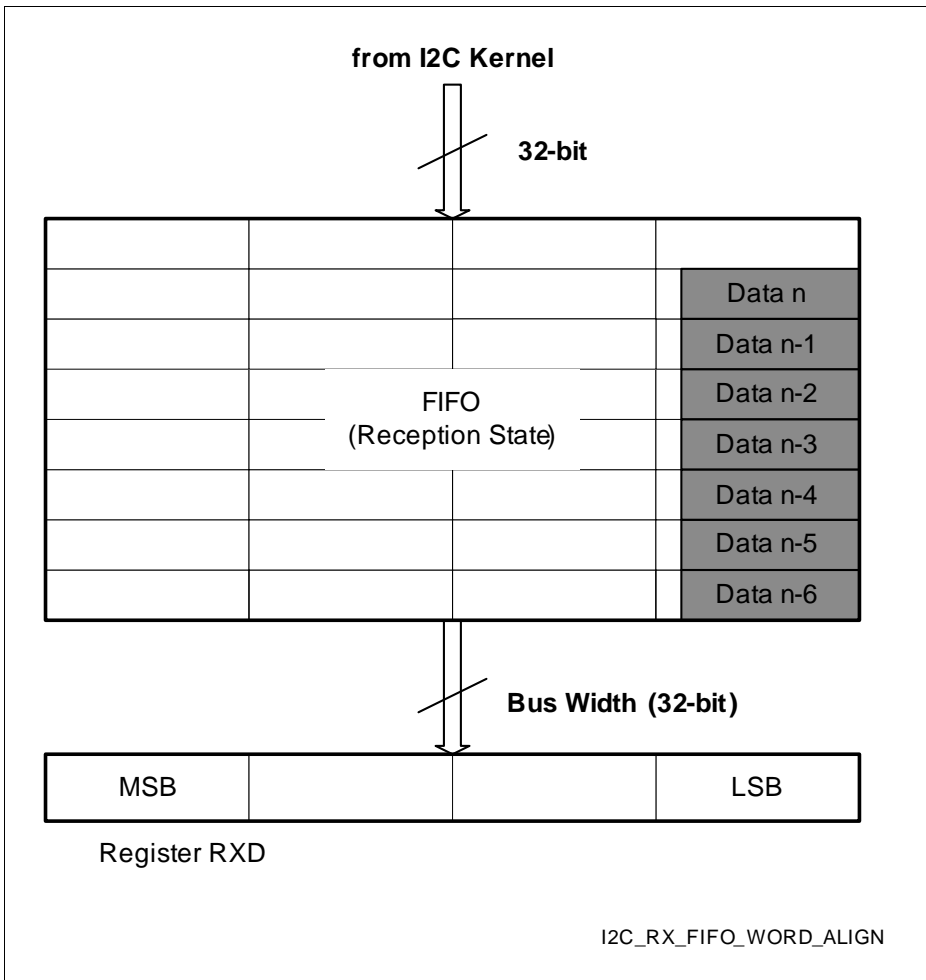 from I2C Kernel
32-bit
Data n
Data n-1
Data n-2
FIFO
(Reception State)
Data n-3
Data n-4
Data n-5
Data n-6
Bus Width (32-bit)
MSB
LSB
Register RXD
I2C_RX_FIFO_WORD_ALIGN